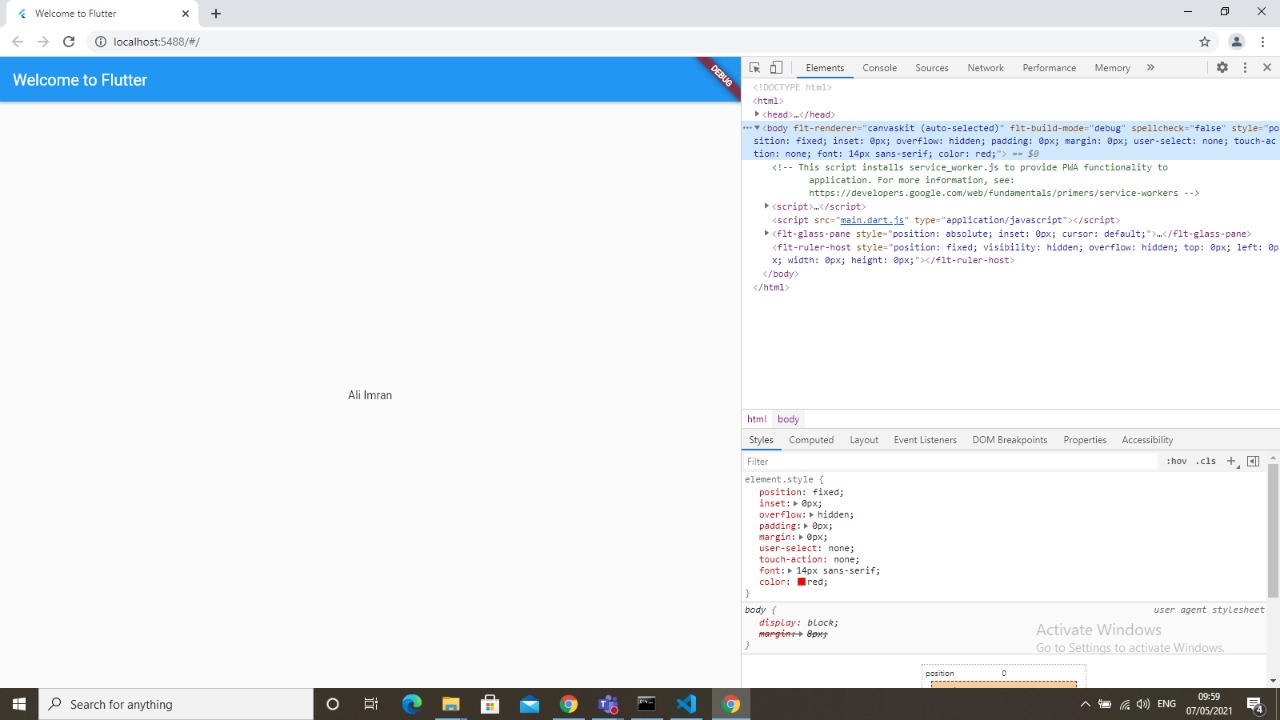 Welcome to Flutter
localhost:5488/#/
Welcome to Flutter
DEBUG
Ali Imran
Elements Console Sources Network Performance Memory
<!DOCTYPE html>
<html>
<head>…</head>
<body flt-renderer="canvaskit (auto-selected)" flt-build-mode="debug" spellcheck="false" style="po
sition: fixed; inset: 0px; overflow: hidden; padding: 0px; margin: 0px; user-select: none; touch-ac
tion: none; font: 14px sans-serif; color: red;"> == $0
<!-- This script installs service_worker.js to provide PWA functionality to
application. For more information, see:
https://developers.google.com/web/fundamentals/primers/service-workers -->
<script>…</script>
<script src="main.dart.js" type="application/javascript"></script>
<flt-glass-pane style="position: absolute; inset: 0px; cursor: default;">…</flt-glass-pane>
<flt-ruler-host style="position: fixed; visibility: hidden; overflow: hidden; top: 0px; left: 0p
x; width: 0px; height: 0px;"></flt-ruler-host>
</body>
</html>
html body
Styles Computed Layout Event Listeners DOM Breakpoints Properties Accessibility
Filter :hov .cls
element.style {
position: fixed;
inset: 0px;
overflow: hidden;
padding: 0px;
margin: 0px;
user-select: none;
touch-action: none;
font: 14px sans-serif;
color: red;
}
body { user agent stylesheet
display: block;
margin: 8px;
}
Activate Windows
Go to Settings to activate Windows.
position 0
Search for anything
ENG
09:59
07/05/2021
4